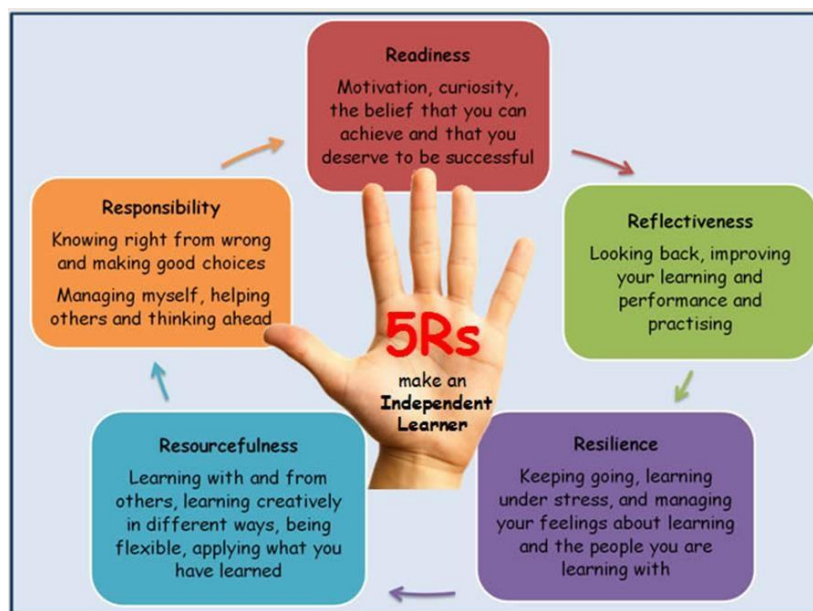 Readiness
Motivation, curiosity,
the belief that you can
achieve and that you
deserve to be successful
Reflectiveness
Looking back, improving
your learning and
performance and
practising
Resilience
Keeping going, learning
under stress, and managing
your feelings about learning
and the people you are
learning with
Resourcefulness
Learning with and from
others, learning creatively
in different ways, being
flexible, applying what you
have learned
Responsibility
Knowing right from wrong
and making good choices
Managing myself, helping
others and thinking ahead
5Rs
make an
Independent
Learner